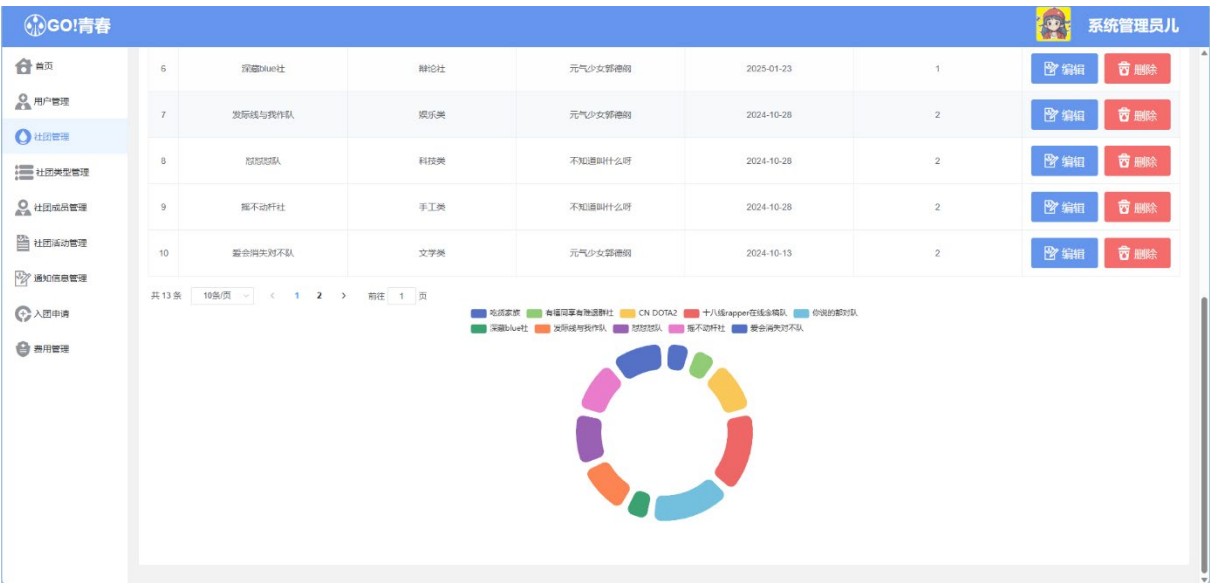 GO!青春
系统管理员儿
首页
用户管理
社团管理
社团类型管理
社团成员管理
社团活动管理
通知信息管理
入团申请
费用管理
6 深藏blue社 辩论社 元气少女郭德纲 2025-01-23 1 编辑 删除
7 发际线与我作队 娱乐类 元气少女郭德纲 2024-10-28 2 编辑 删除
8 怼怼怼队 科技类 不知道叫什么呀 2024-10-28 2 编辑 删除
9 摇不动杆社 手工类 不知道叫什么呀 2024-10-28 2 编辑 删除
10 爱会消失对不队 文学类 元气少女郭德纲 2024-10-13 2 编辑 删除
共 13 条 10条/页 1 2 前往 1 页
吃货家族 有福同享有难退群社 CN DOTA2 十八线rapper在线余稿队 你说的都对队
深藏blue社 发际线与我作队 怼怼怼队 摇不动杆社 爱会消失对不队